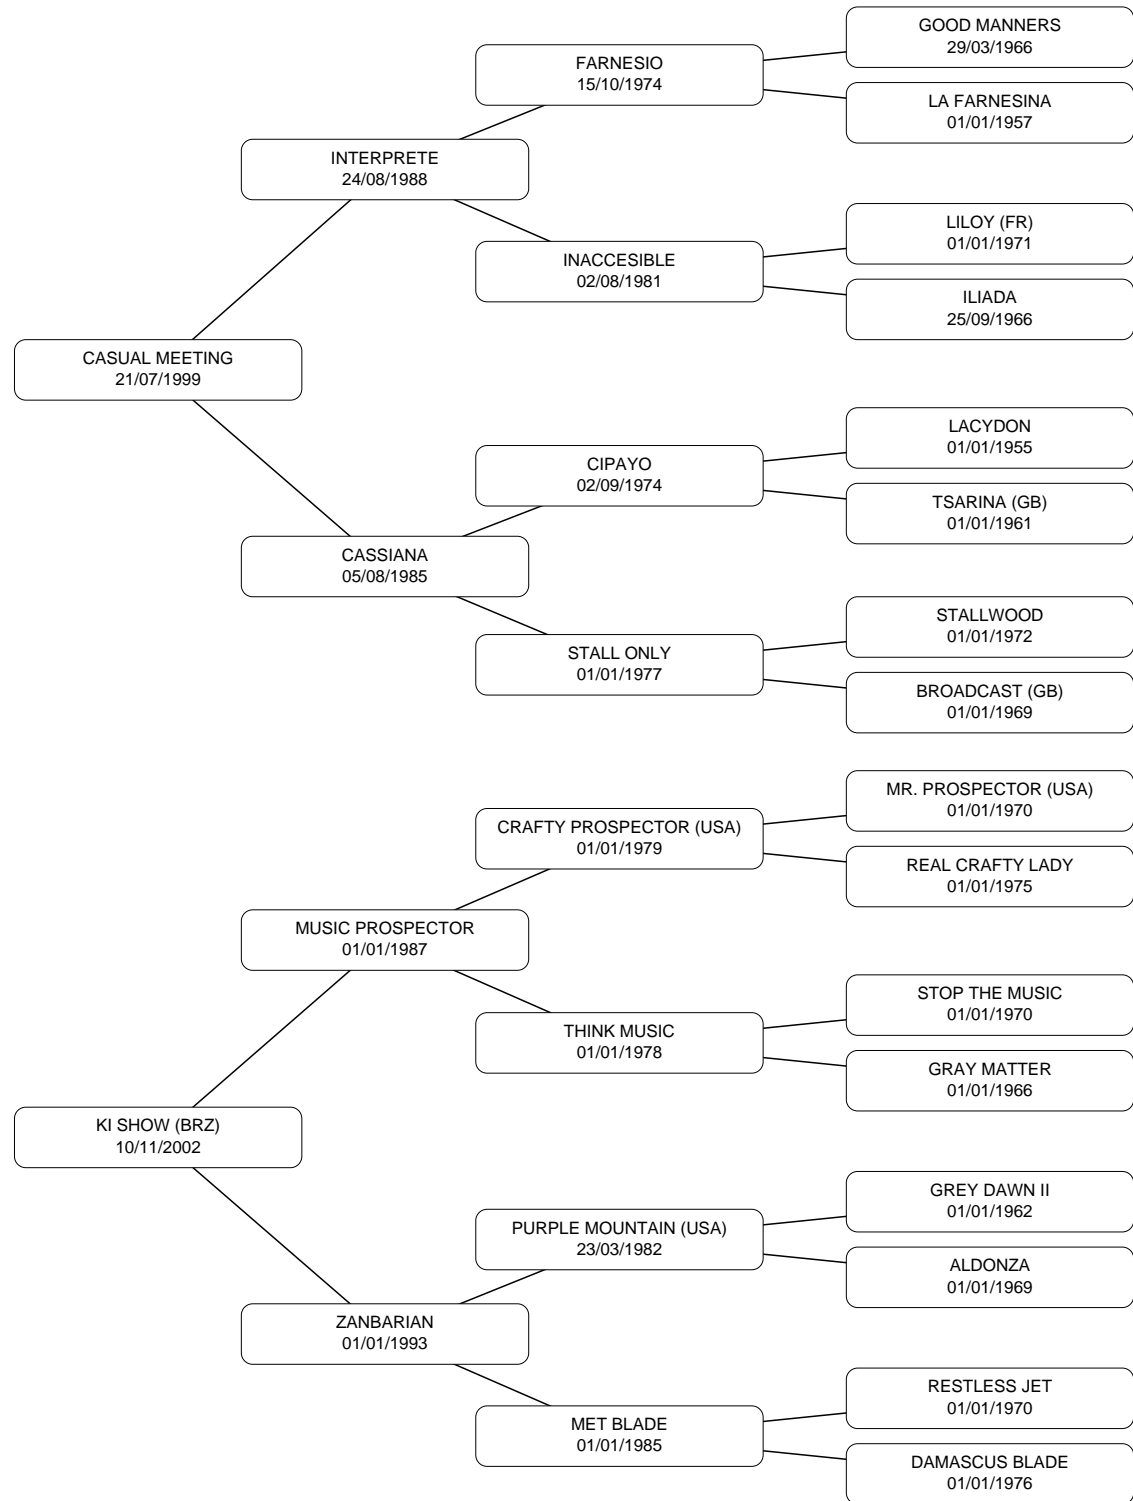 GOOD MANNERS
29/03/1966
FARNESIO
15/10/1974
LA FARNESINA
01/01/1957
INTERPRETE
24/08/1988
LILOY (FR)
01/01/1971
INACCESIBLE
02/08/1981
ILIADA
25/09/1966
CASUAL MEETING
21/07/1999
LACYDON
01/01/1955
CIPAYO
02/09/1974
TSARINA (GB)
01/01/1961
CASSIANA
05/08/1985
STALLWOOD
01/01/1972
STALL ONLY
01/01/1977
BROADCAST (GB)
01/01/1969
MR. PROSPECTOR (USA)
01/01/1970
CRAFTY PROSPECTOR (USA)
01/01/1979
REAL CRAFTY LADY
01/01/1975
MUSIC PROSPECTOR
01/01/1987
STOP THE MUSIC
01/01/1970
THINK MUSIC
01/01/1978
GRAY MATTER
01/01/1966
KI SHOW (BRZ)
10/11/2002
GREY DAWN II
01/01/1962
PURPLE MOUNTAIN (USA)
23/03/1982
ALDONZA
01/01/1969
ZANBARIAN
01/01/1993
RESTLESS JET
01/01/1970
MET BLADE
01/01/1985
DAMASCUS BLADE
01/01/1976